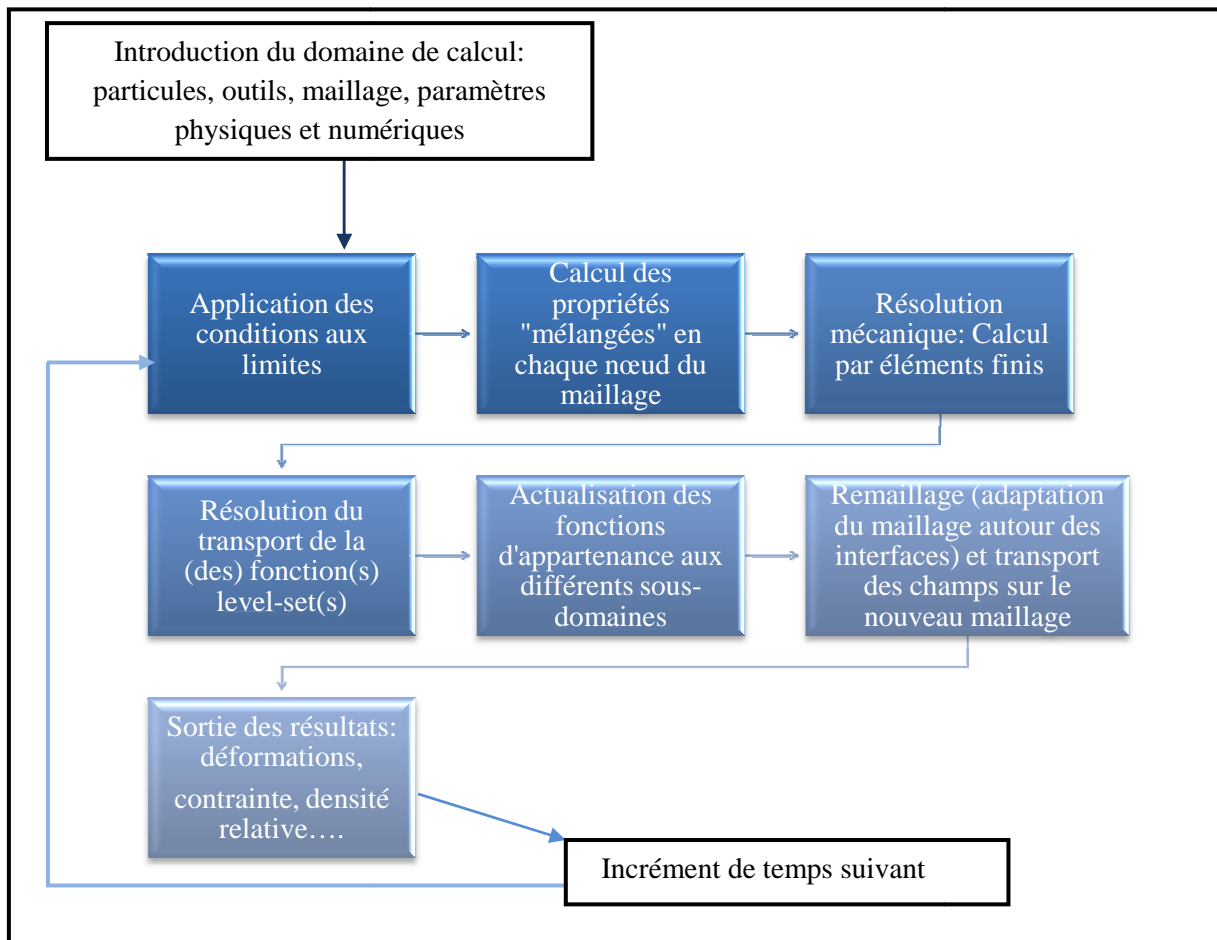 Introduction du domaine de calcul:
particules, outils, maillage, paramètres
physiques et numériques
Application des
conditions aux
limites
Calcul des
propriétés
"mélangées" en
chaque nœud du
maillage
Résolution
mécanique: Calcul
par éléments finis
Résolution du
transport de la
(des) fonction(s)
level-set(s)
Actualisation des
fonctions
d'appartenance aux
différents sous-
domaines
Remaillage (adaptation
du maillage autour des
interfaces) et transport
des champs sur le
nouveau maillage
Sortie des résultats:
déformations,
contrainte, densité
relative….
Incrément de temps suivant